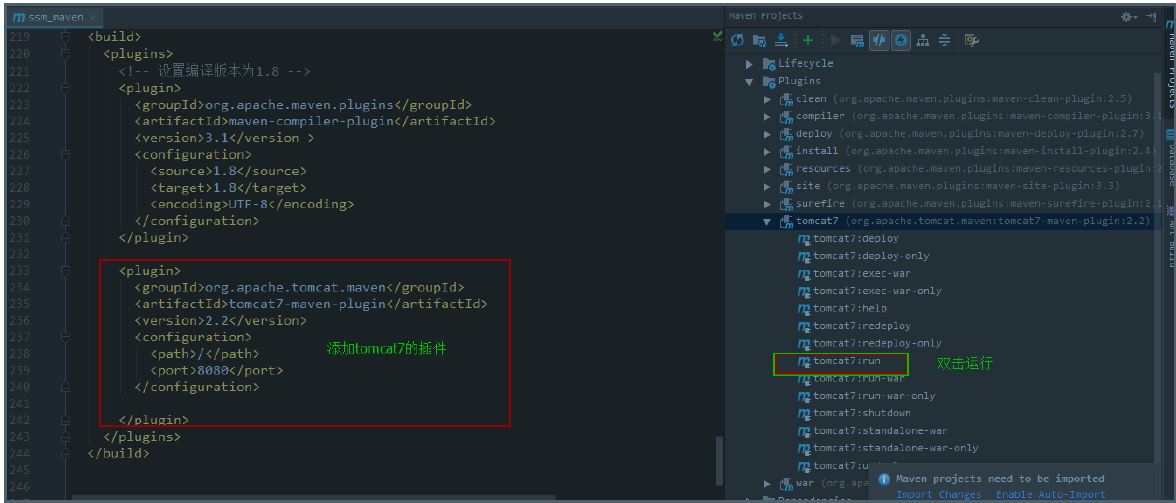 ssm_maven
219 <build>
220 <plugins>
221 <!-- 设置编译版本为1.8 -->
222 <plugin>
223 <groupId>org.apache.maven.plugins</groupId>
224 <artifactId>maven-compiler-plugin</artifactId>
225 <version>3.1</version >
226 <configuration>
227 <source>1.8</source>
228 <target>1.8</target>
229 <encoding>UTF-8</encoding>
230 </configuration>
231 </plugin>
232
233 <plugin>
234 <groupId>org.apache.tomcat.maven</groupId>
235 <artifactId>tomcat7-maven-plugin</artifactId>
236 <version>2.2</version>
237 <configuration>
238 <path>/</path>
239 <port>8080</port>
240 </configuration>
241
242 </plugin>
243 </plugins>
244 </build>
245
246
添加tomcat7的插件
Maven Projects
Lifecycle
Plugins
clean (org.apache.maven.plugins:maven-clean-plugin:2.5)
compiler (org.apache.maven.plugins:maven-compiler-plugin:3.1
deploy (org.apache.maven.plugins:maven-deploy-plugin:2.7)
install (org.apache.maven.plugins:maven-install-plugin:2.4)
resources (org.apache.maven.plugins:maven-resources-plugin:2
site (org.apache.maven.plugins:maven-site-plugin:3.3)
surefire (org.apache.maven.plugins:maven-surefire-plugin:2.1
tomcat7 (org.apache.tomcat.maven:tomcat7-maven-plugin:2.2)
tomcat7:deploy
tomcat7:deploy-only
tomcat7:exec-war
tomcat7:exec-war-only
tomcat7:help
tomcat7:redeploy
tomcat7:redeploy-only
tomcat7:run
双击运行
tomcat7:run-war
tomcat7:run-war-only
tomcat7:shutdown
tomcat7:standalone-war
tomcat7:standalone-war-only
war (org.apa
Maven projects need to be imported
Import Changes Enable Auto-Import
Dependencies
Maven Projects
Database